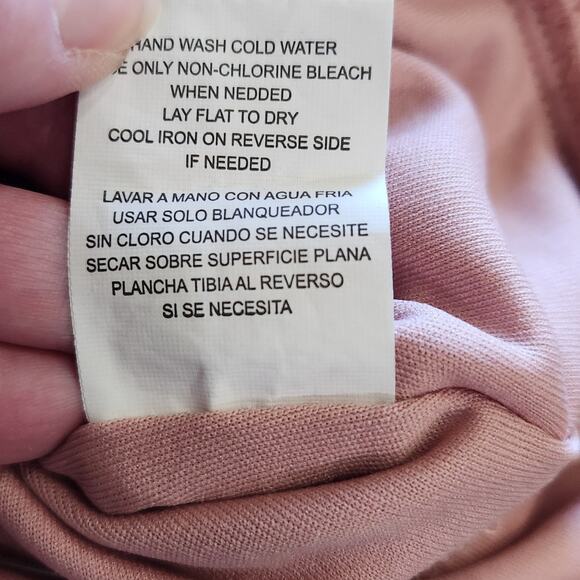 HAND WASH COLD WATER
ONLY NON-CHLORINE BLEACH
WHEN NEDDED
LAY FLAT TO DRY
COOL IRON ON REVERSE SIDE
IF NEEDED
LAVAR A MANO CON AGUA FRIA
USAR SOLO BLANQUEADOR
SIN CLORO CUANDO SE NECESITE
SECAR SOBRE SUPERFICIE PLANA
PLANCHA TIBIA AL REVERSO
SI SE NECESITA